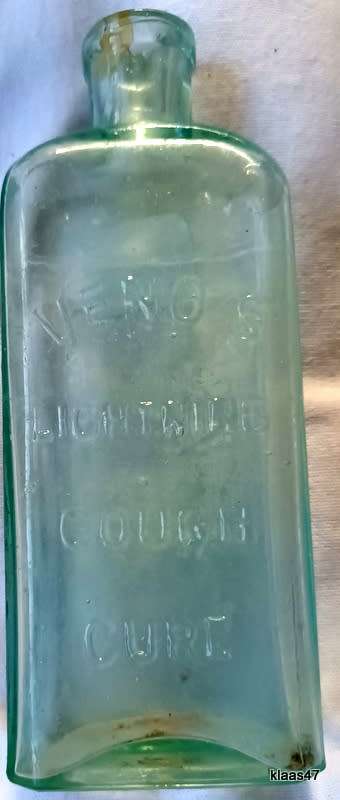 VENO'S
LIGHTNING
COUGH
CURE
klaas47